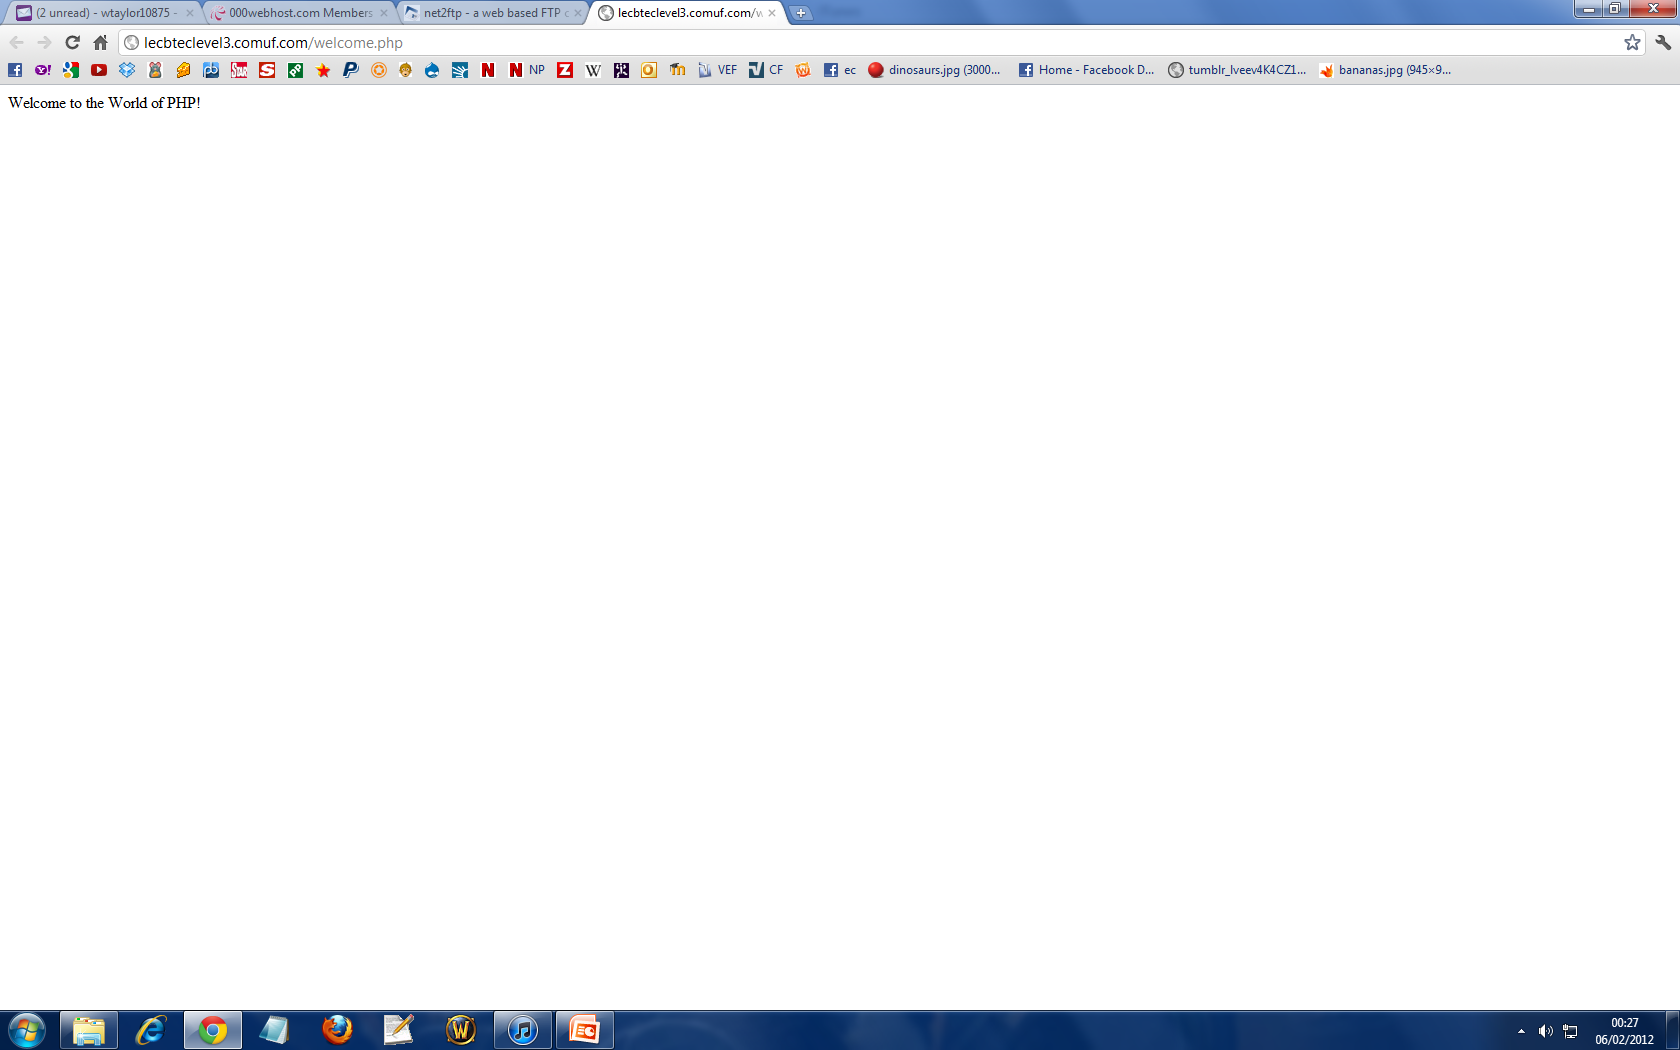 (2 unread) - wtaylor10875 -
000webhost.com Members
net2ftp - a web based FTP c
lecbteclevel3.comuf.com/w
lecbteclevel3.comuf.com/welcome.php
NP
VEF
CF
ec
dinosaurs.jpg (3000...
Home - Facebook D...
tumblr_lveev4K4CZ1...
bananas.jpg (945×9...
Welcome to the World of PHP!
00:27
06/02/2012